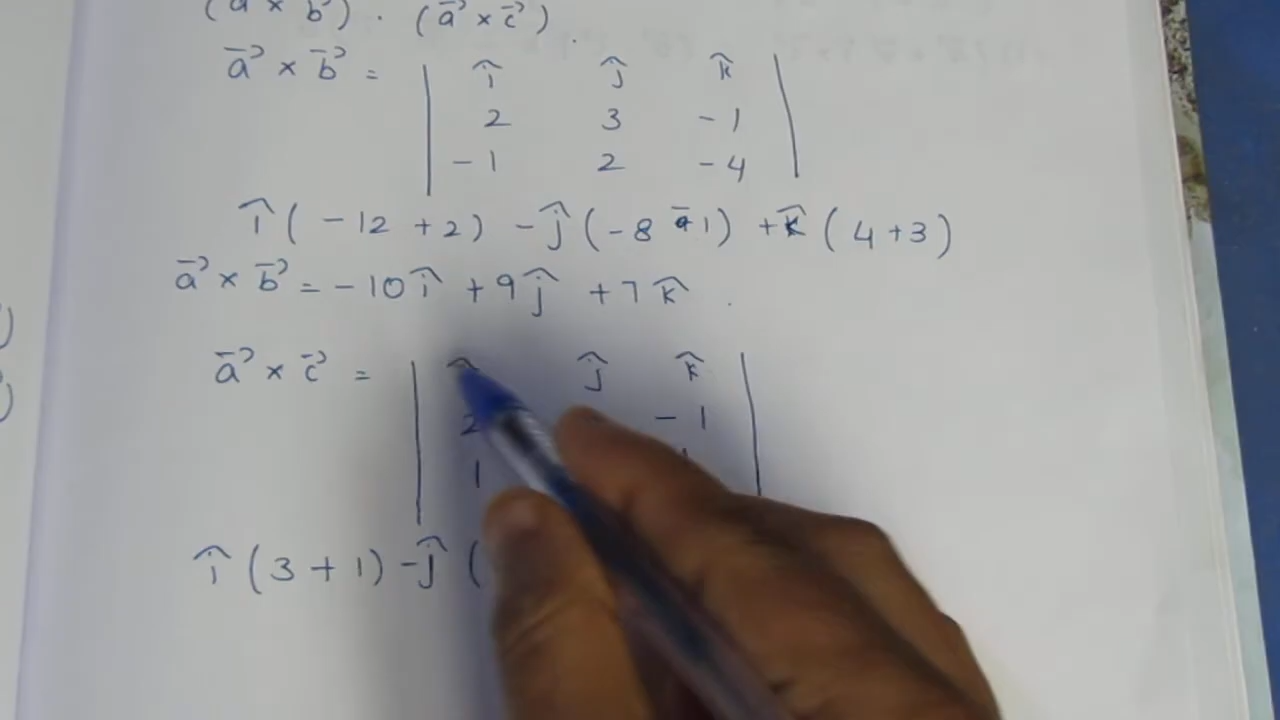 (a⃗ × b⃗) . (a⃗ × c⃗) .
a⃗ × b⃗ = | î ĵ k̂ |
| 2 3 -1 |
| -1 2 -4 |
î ( -12 + 2) - ĵ (-8 -1) + k̂ ( 4+3 )
a⃗ × b⃗ = -10 î + 9 ĵ + 7 k̂ .
a⃗ × c⃗ = | ĵ k̂ |
| 2 -1 |
| 1 |
î ( 3 + 1) - ĵ (